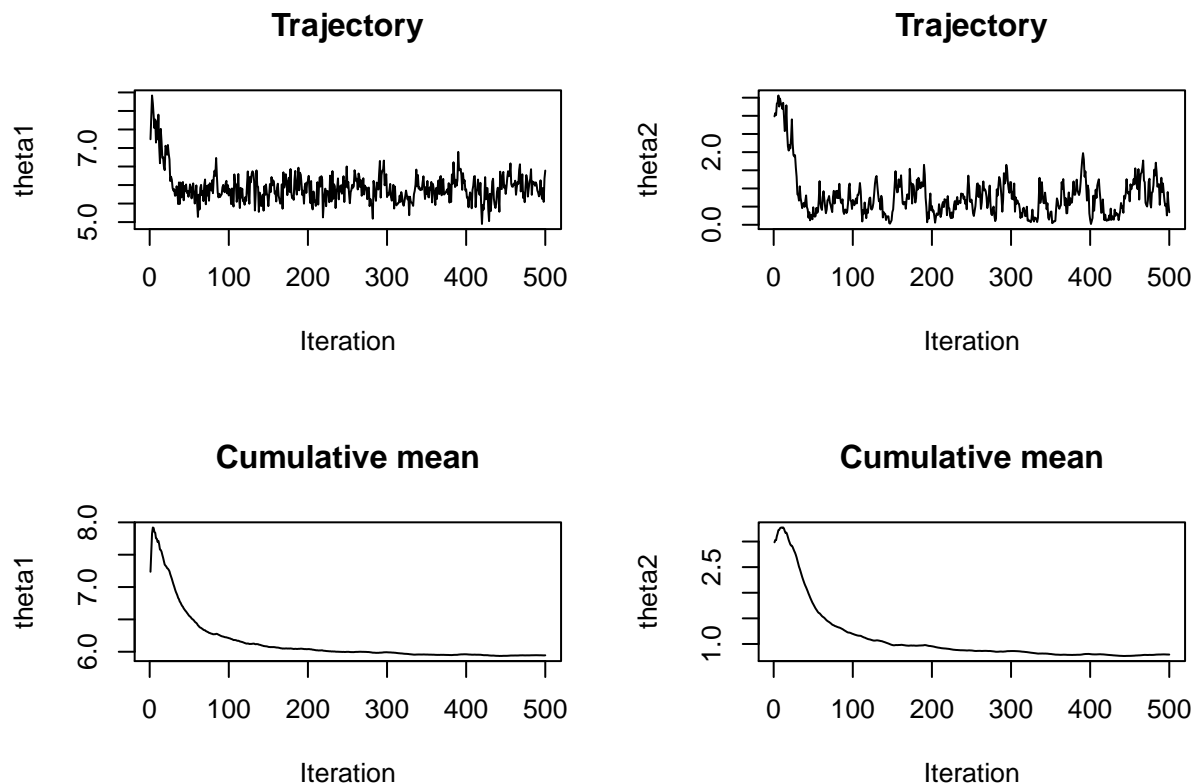 Trajectory
theta1
5.0 7.0
0 100 200 300 400 500
Iteration
Trajectory
theta2
0.0 2.0
0 100 200 300 400 500
Iteration
Cumulative mean
theta1
6.0 7.0 8.0
0 100 200 300 400 500
Iteration
Cumulative mean
theta2
1.0 2.5
0 100 200 300 400 500
Iteration